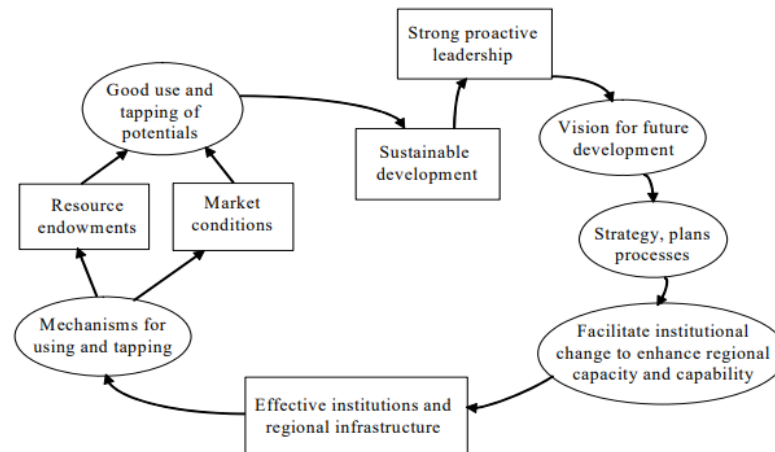 Strong proactive
leadership
Good use and
tapping of
potentials
Vision for future
development
Sustainable
development
Resource
endowments
Market
conditions
Strategy, plans
processes
Mechanisms for
using and tapping
Facilitate institutional
change to enhance regional
capacity and capability
Effective institutions and
regional infrastructure